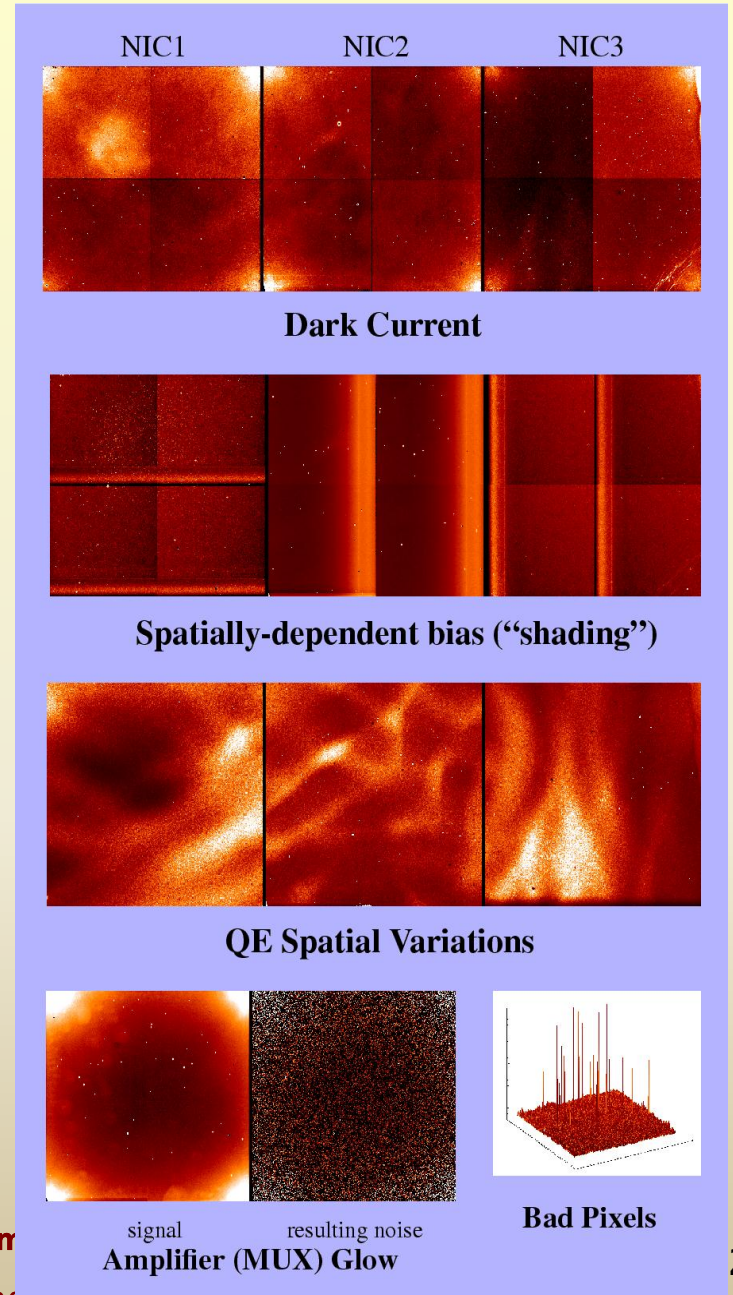 NIC1 NIC2 NIC3
Dark Current
Spatially-dependent bias (“shading”)
QE Spatial Variations
signal resulting noise
Amplifier (MUX) Glow
Bad Pixels